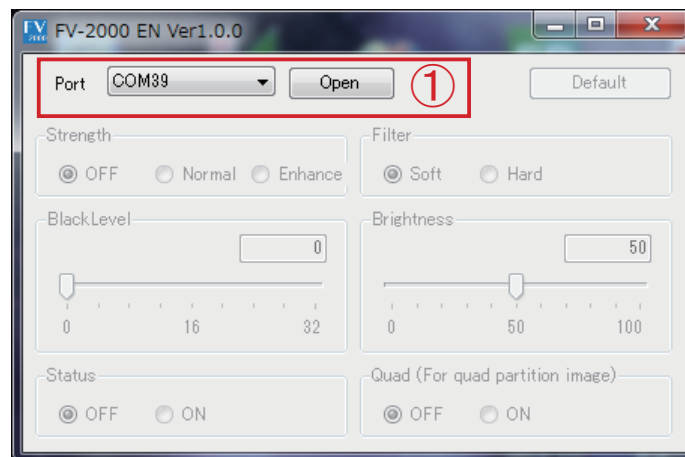 FV 2000 FV-2000 EN Ver1.0.0
Port COM39 Open ① Default
Strength Filter
OFF Normal Enhance Soft Hard
BlackLevel Brightness
0 50
0 16 32 0 50 100
Status Quad (For quad partition image)
OFF ON OFF ON